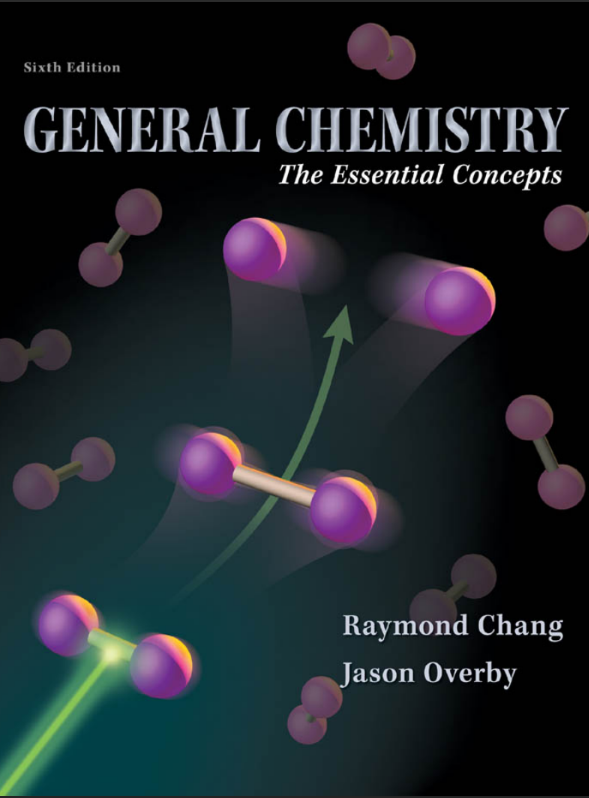 Sixth Edition
GENERAL CHEMISTRY
The Essential Concepts
Raymond Chang
Jason Overby